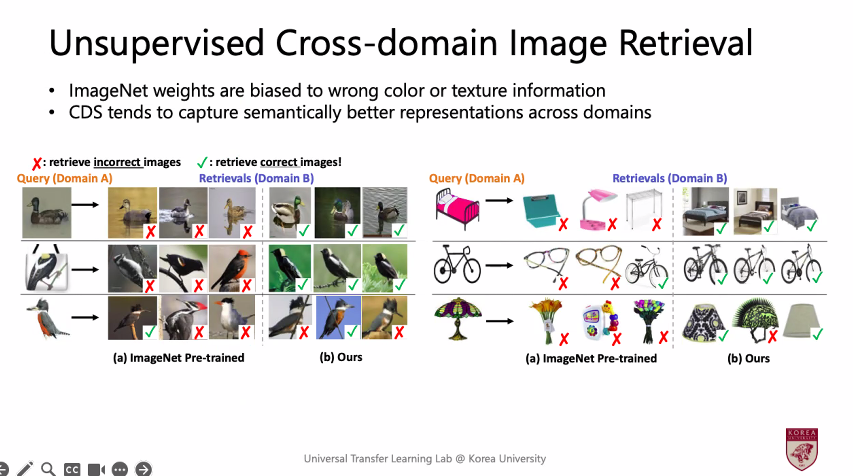 Unsupervised Cross-domain Image Retrieval
• ImageNet weights are biased to wrong color or texture information
• CDS tends to capture semantically better representations across domains
✗: retrieve incorrect images ✓: retrieve correct images!
Query (Domain A) Retrievals (Domain B)
Query (Domain A) Retrievals (Domain B)
(a) ImageNet Pre-trained (b) Ours
(a) ImageNet Pre-trained (b) Ours
Universal Transfer Learning Lab @ Korea University
KOREA
UNIVERSITY
CC